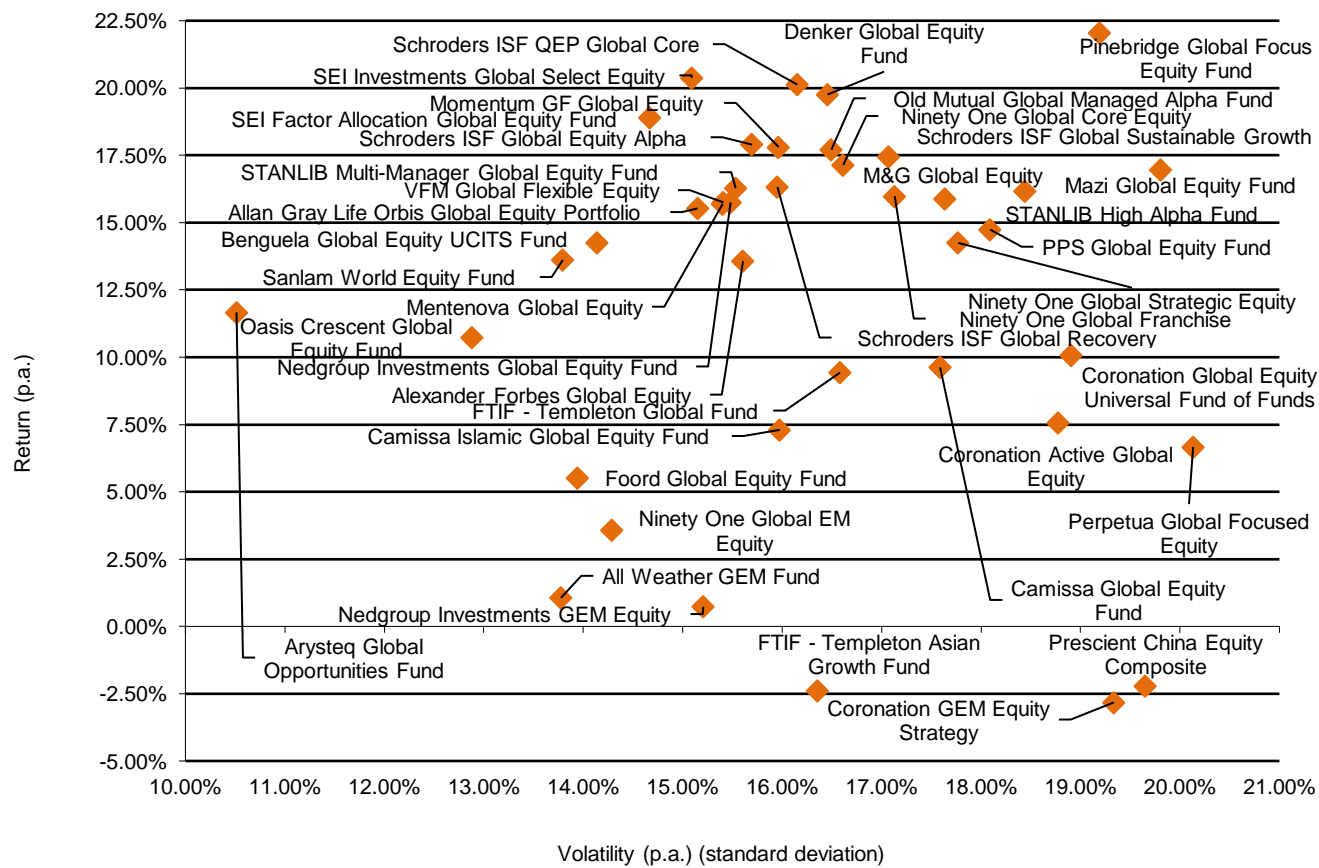 22.50%
20.00%
17.50%
15.00%
12.50%
10.00%
7.50%
5.00%
2.50%
0.00%
-2.50%
-5.00%
Return (p.a.)
Schroders ISF QEP Global Core
Denker Global Equity
Fund
Pinebridge Global Focus
Equity Fund
SEI Investments Global Select Equity
Momentum GF Global Equity
Old Mutual Global Managed Alpha Fund
SEI Factor Allocation Global Equity Fund
Ninety One Global Core Equity
Schroders ISF Global Equity Alpha
Schroders ISF Global Sustainable Growth
STANLIB Multi-Manager Global Equity Fund
M&G Global Equity
VFM Global Flexible Equity
Mazi Global Equity Fund
Allan Gray Life Orbis Global Equity Portfolio
STANLIB High Alpha Fund
Benguela Global Equity UCITS Fund
PPS Global Equity Fund
Sanlam World Equity Fund
Mentenova Global Equity
Ninety One Global Strategic Equity
Ninety One Global Franchise
Oasis Crescent Global
Equity Fund
Schroders ISF Global Recovery
Nedgroup Investments Global Equity Fund
Coronation Global Equity
Universal Fund of Funds
Alexander Forbes Global Equity
FTIF - Templeton Global Fund
Camissa Islamic Global Equity Fund
Coronation Active Global
Equity
Foord Global Equity Fund
Perpetua Global Focused
Equity
Ninety One Global EM
Equity
All Weather GEM Fund
Camissa Global Equity
Fund
Nedgroup Investments GEM Equity
Arysteq Global
Opportunities Fund
FTIF - Templeton Asian
Growth Fund
Prescient China Equity
Composite
Coronation GEM Equity
Strategy
10.00% 11.00% 12.00% 13.00% 14.00% 15.00% 16.00% 17.00% 18.00% 19.00% 20.00% 21.00%
Volatility (p.a.) (standard deviation)